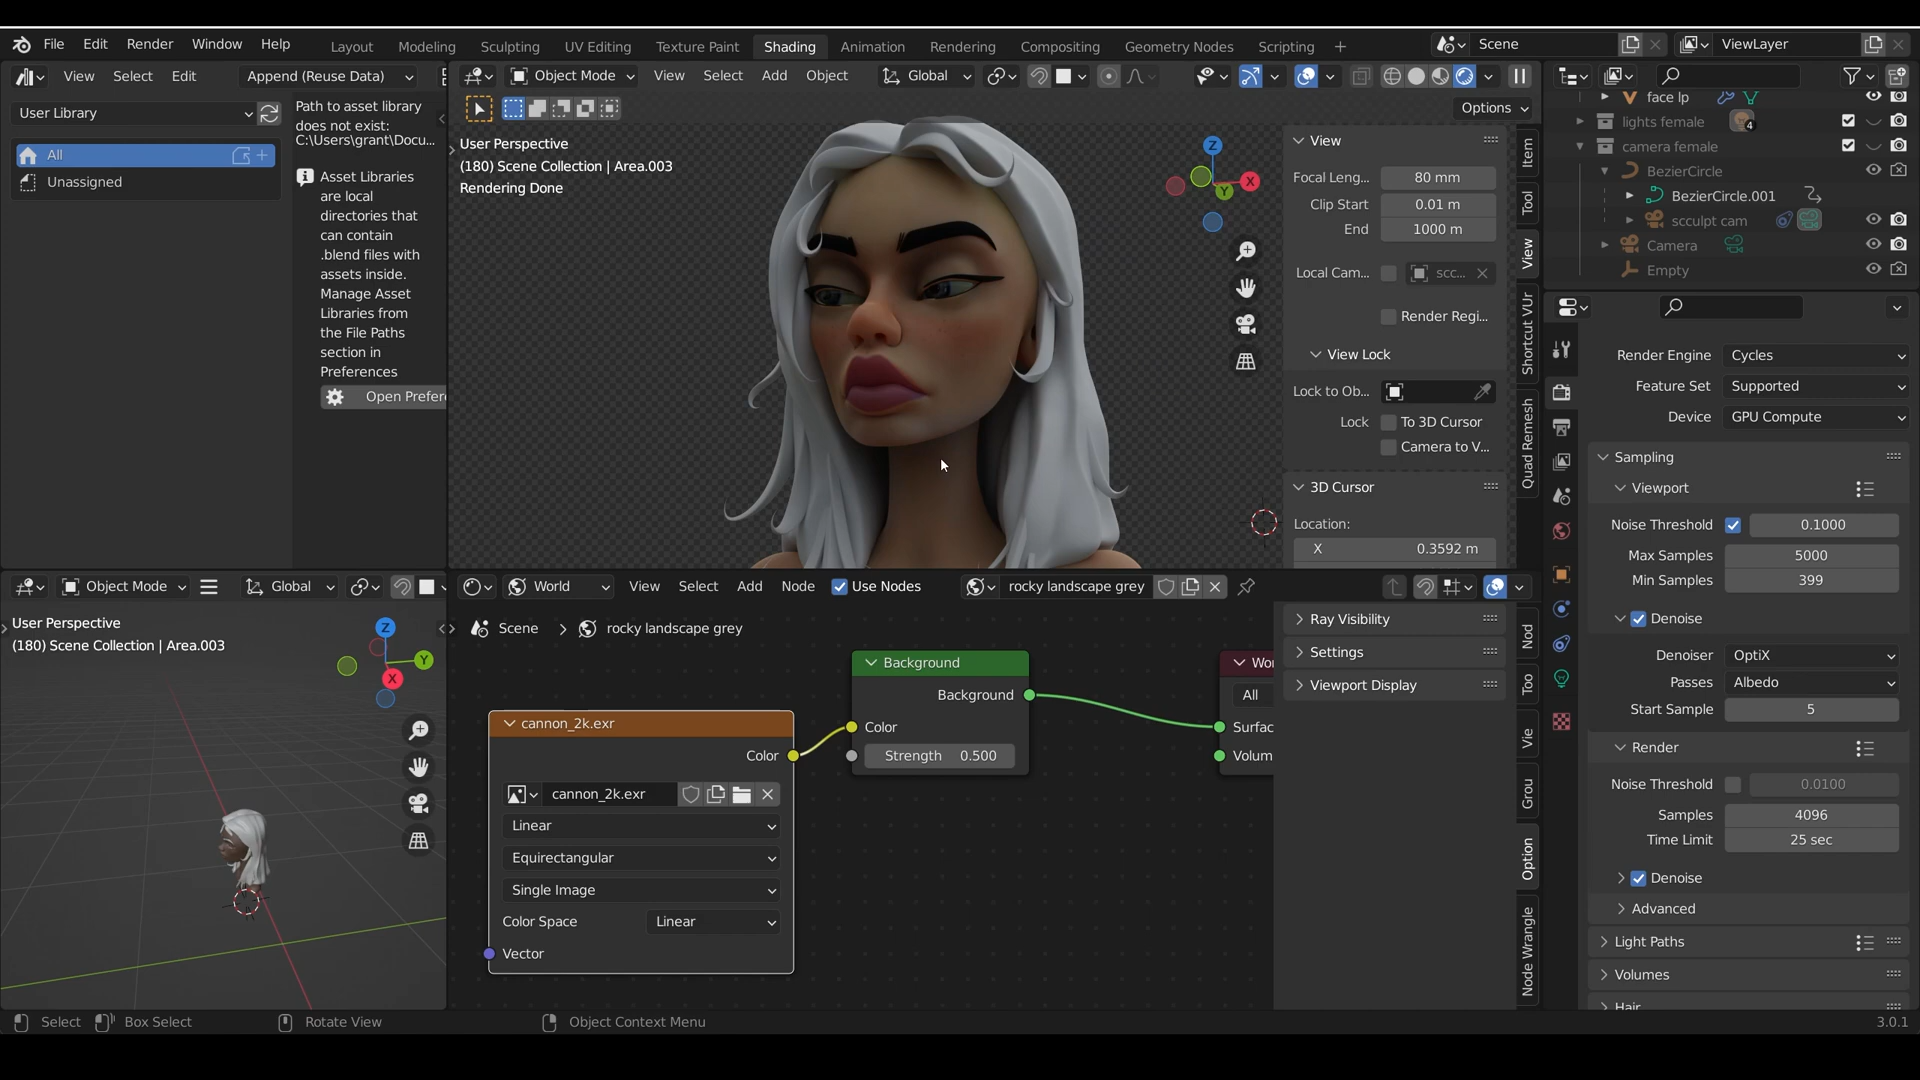 File Edit Render Window Help Layout Modeling Sculpting UV Editing Texture Paint Shading Animation Rendering Compositing Geometry Nodes Scripting + Scene ViewLayer
View Select Edit Append (Reuse Data)
User Library
All
Unassigned
Path to asset library
does not exist:
C:\Users\grant\Docu...
Asset Libraries
are local
directories that
can contain
.blend files with
assets inside.
Manage Asset
Libraries from
the File Paths
section in
Preferences
Open Prefere
Object Mode View Select Add Object Global
Options
User Perspective
(180) Scene Collection | Area.003
Rendering Done
Z
X
Y
View
Focal Leng... 80 mm
Clip Start 0.01 m
End 1000 m
Local Cam... scc...
Render Regi...
View Lock
Lock to Ob...
Lock To 3D Cursor
Camera to V...
3D Cursor
Location:
X 0.3592 m
Item
Tool
View
Shortcut VUr
Quad Remesh
face lp
lights female 4
camera female
BezierCircle
BezierCircle.001
scculpt cam
Camera
Empty
Render Engine Cycles
Feature Set Supported
Device GPU Compute
Sampling
Viewport
Noise Threshold 0.1000
Max Samples 5000
Min Samples 399
Denoise
Denoiser OptiX
Passes Albedo
Start Sample 5
Render
Noise Threshold 0.0100
Samples 4096
Time Limit 25 sec
Denoise
Advanced
Light Paths
Volumes
Hair
Object Mode Global
User Perspective
(180) Scene Collection | Area.003
Z
Y
X
World View Select Add Node Use Nodes rocky landscape grey
Scene > rocky landscape grey
cannon_2k.exr
Color
cannon_2k.exr
Linear
Equirectangular
Single Image
Color Space Linear
Vector
Background
Background
Color
Strength 0.500
Wor
All
Surfac
Volum
Ray Visibility
Settings
Viewport Display
Nod
Too
Vie
Grou
Option
Node Wrangle
Select Box Select Rotate View Object Context Menu 3.0.1